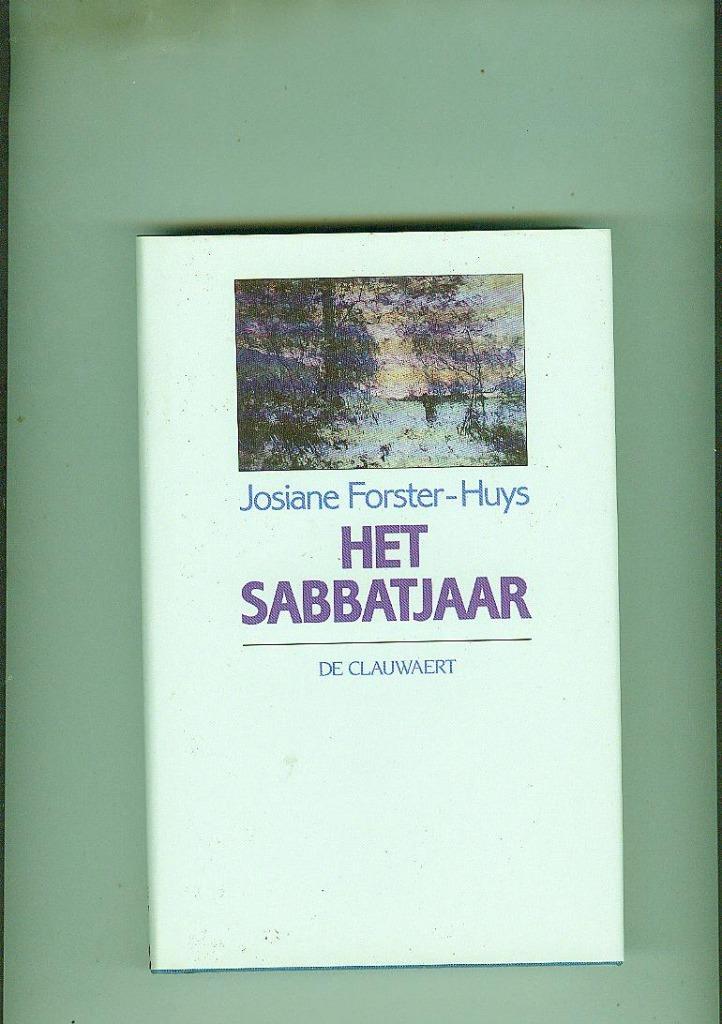 Josiane Forster-Huys
HET
SABBATJAAR
DE CLAUWAERT